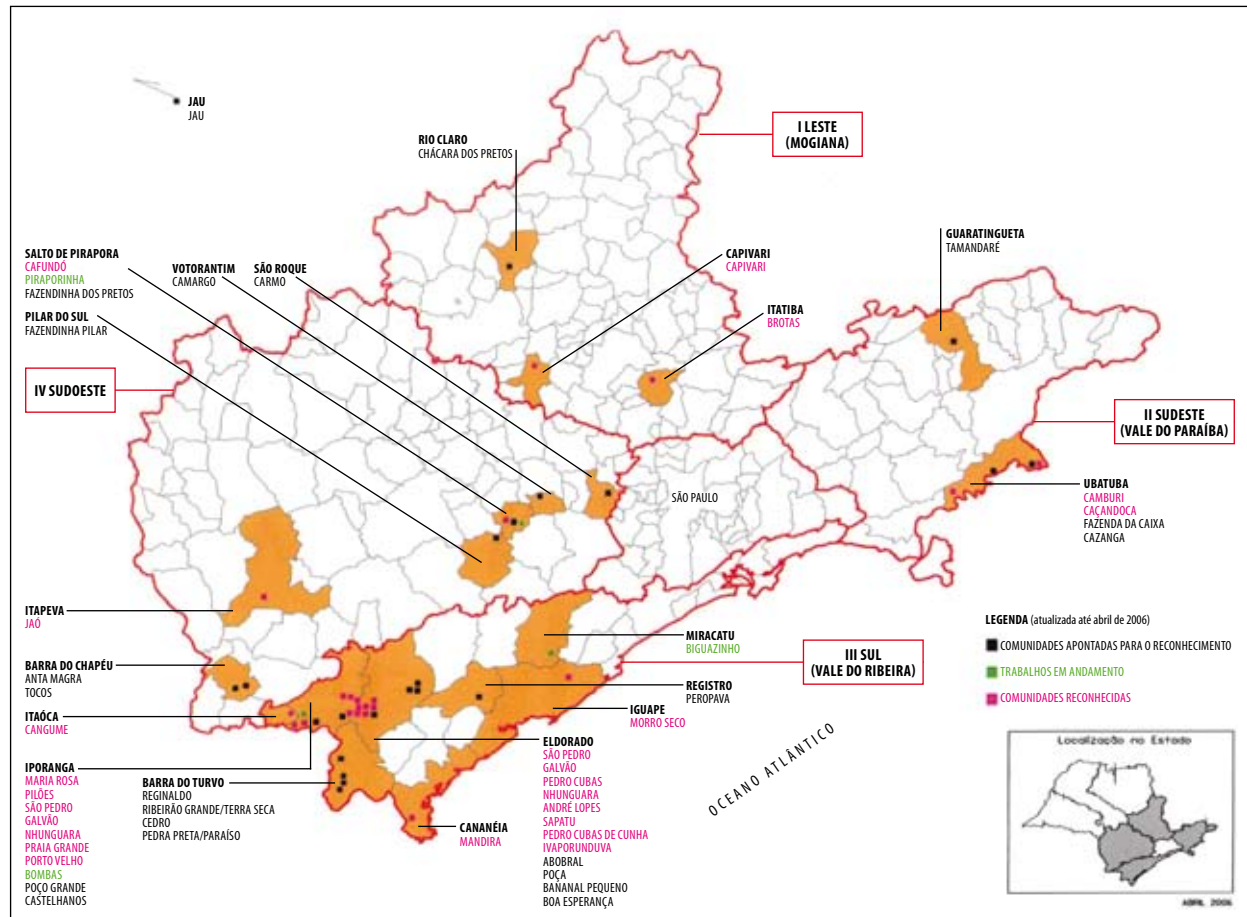 JAU
JAU
RIO CLARO
CHÁCARA DOS PRETOS
I LESTE
(MOGIANA)
SALTO DE PIRAPORA
CAFUNDÓ
PIRAPORINHA
FAZENDINHA DOS PRETOS
VOTORANTIM
CAMARGO
SÃO ROQUE
CARMO
CAPIVARI
CAPIVARI
ITATIBA
BROTAS
GUARATINGUETA
TAMANDARÉ
PILAR DO SUL
FAZENDINHA PILAR
IV SUDOESTE
II SUDESTE
(VALE DO PARAÍBA)
SÃO PAULO
UBATUBA
CAMBURI
CAÇANDOCA
FAZENDA DA CAIXA
CAZANGA
ITAPEVA
JAÓ
BARRA DO CHAPÉU
ANTA MAGRA
TOCOS
ITAÓCA
CANGUME
IPORANGA
MARIA ROSA
PILÕES
SÃO PEDRO
GALVÃO
NHUNGUARA
PRAIA GRANDE
PORTO VELHO
BOMBAS
POÇO GRANDE
CASTELHANOS
BARRA DO TURVO
REGINALDO
RIBEIRÃO GRANDE/TERRA SECA
CEDRO
PEDRA PRETA/PARAÍSO
CANANÉIA
MANDIRA
ELDORADO
SÃO PEDRO
GALVÃO
PEDRO CUBAS
NHUNGUARA
ANDRÉ LOPES
SAPATU
PEDRO CUBAS DE CUNHA
IVAPORUNDUVA
ABOBRAL
POÇA
BANANAL PEQUENO
BOA ESPERANÇA
MIRACATU
BIGUAZINHO
REGISTRO
PEROPAVA
IGUAPE
MORRO SECO
III SUL
(VALE DO RIBEIRA)
OCEANO ATLÂNTICO
LEGENDA (atualizada até abril de 2006)
COMUNIDADES APONTADAS PARA O RECONHECIMENTO
TRABALHOS EM ANDAMENTO
COMUNIDADES RECONHECIDAS
Localização no Estado
ABRIL 2006